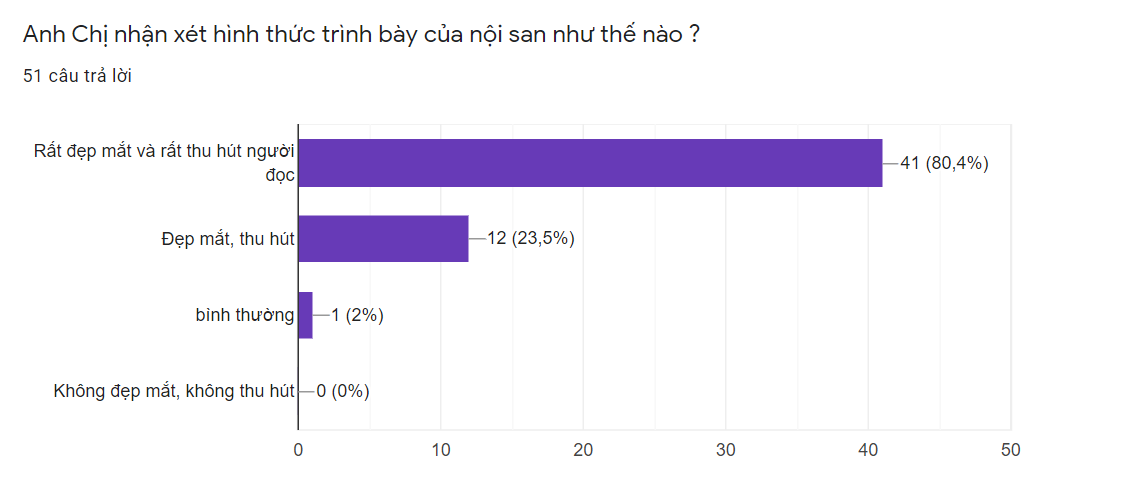 Anh Chị nhận xét hình thức trình bày của nội san như thế nào ?
51 câu trả lời
Rất đẹp mắt và rất thu hút người
đọc
41 (80,4%)
Đẹp mắt, thu hút
12 (23,5%)
bình thường
1 (2%)
Không đẹp mắt, không thu hút
0 (0%)
0 10 20 30 40 50